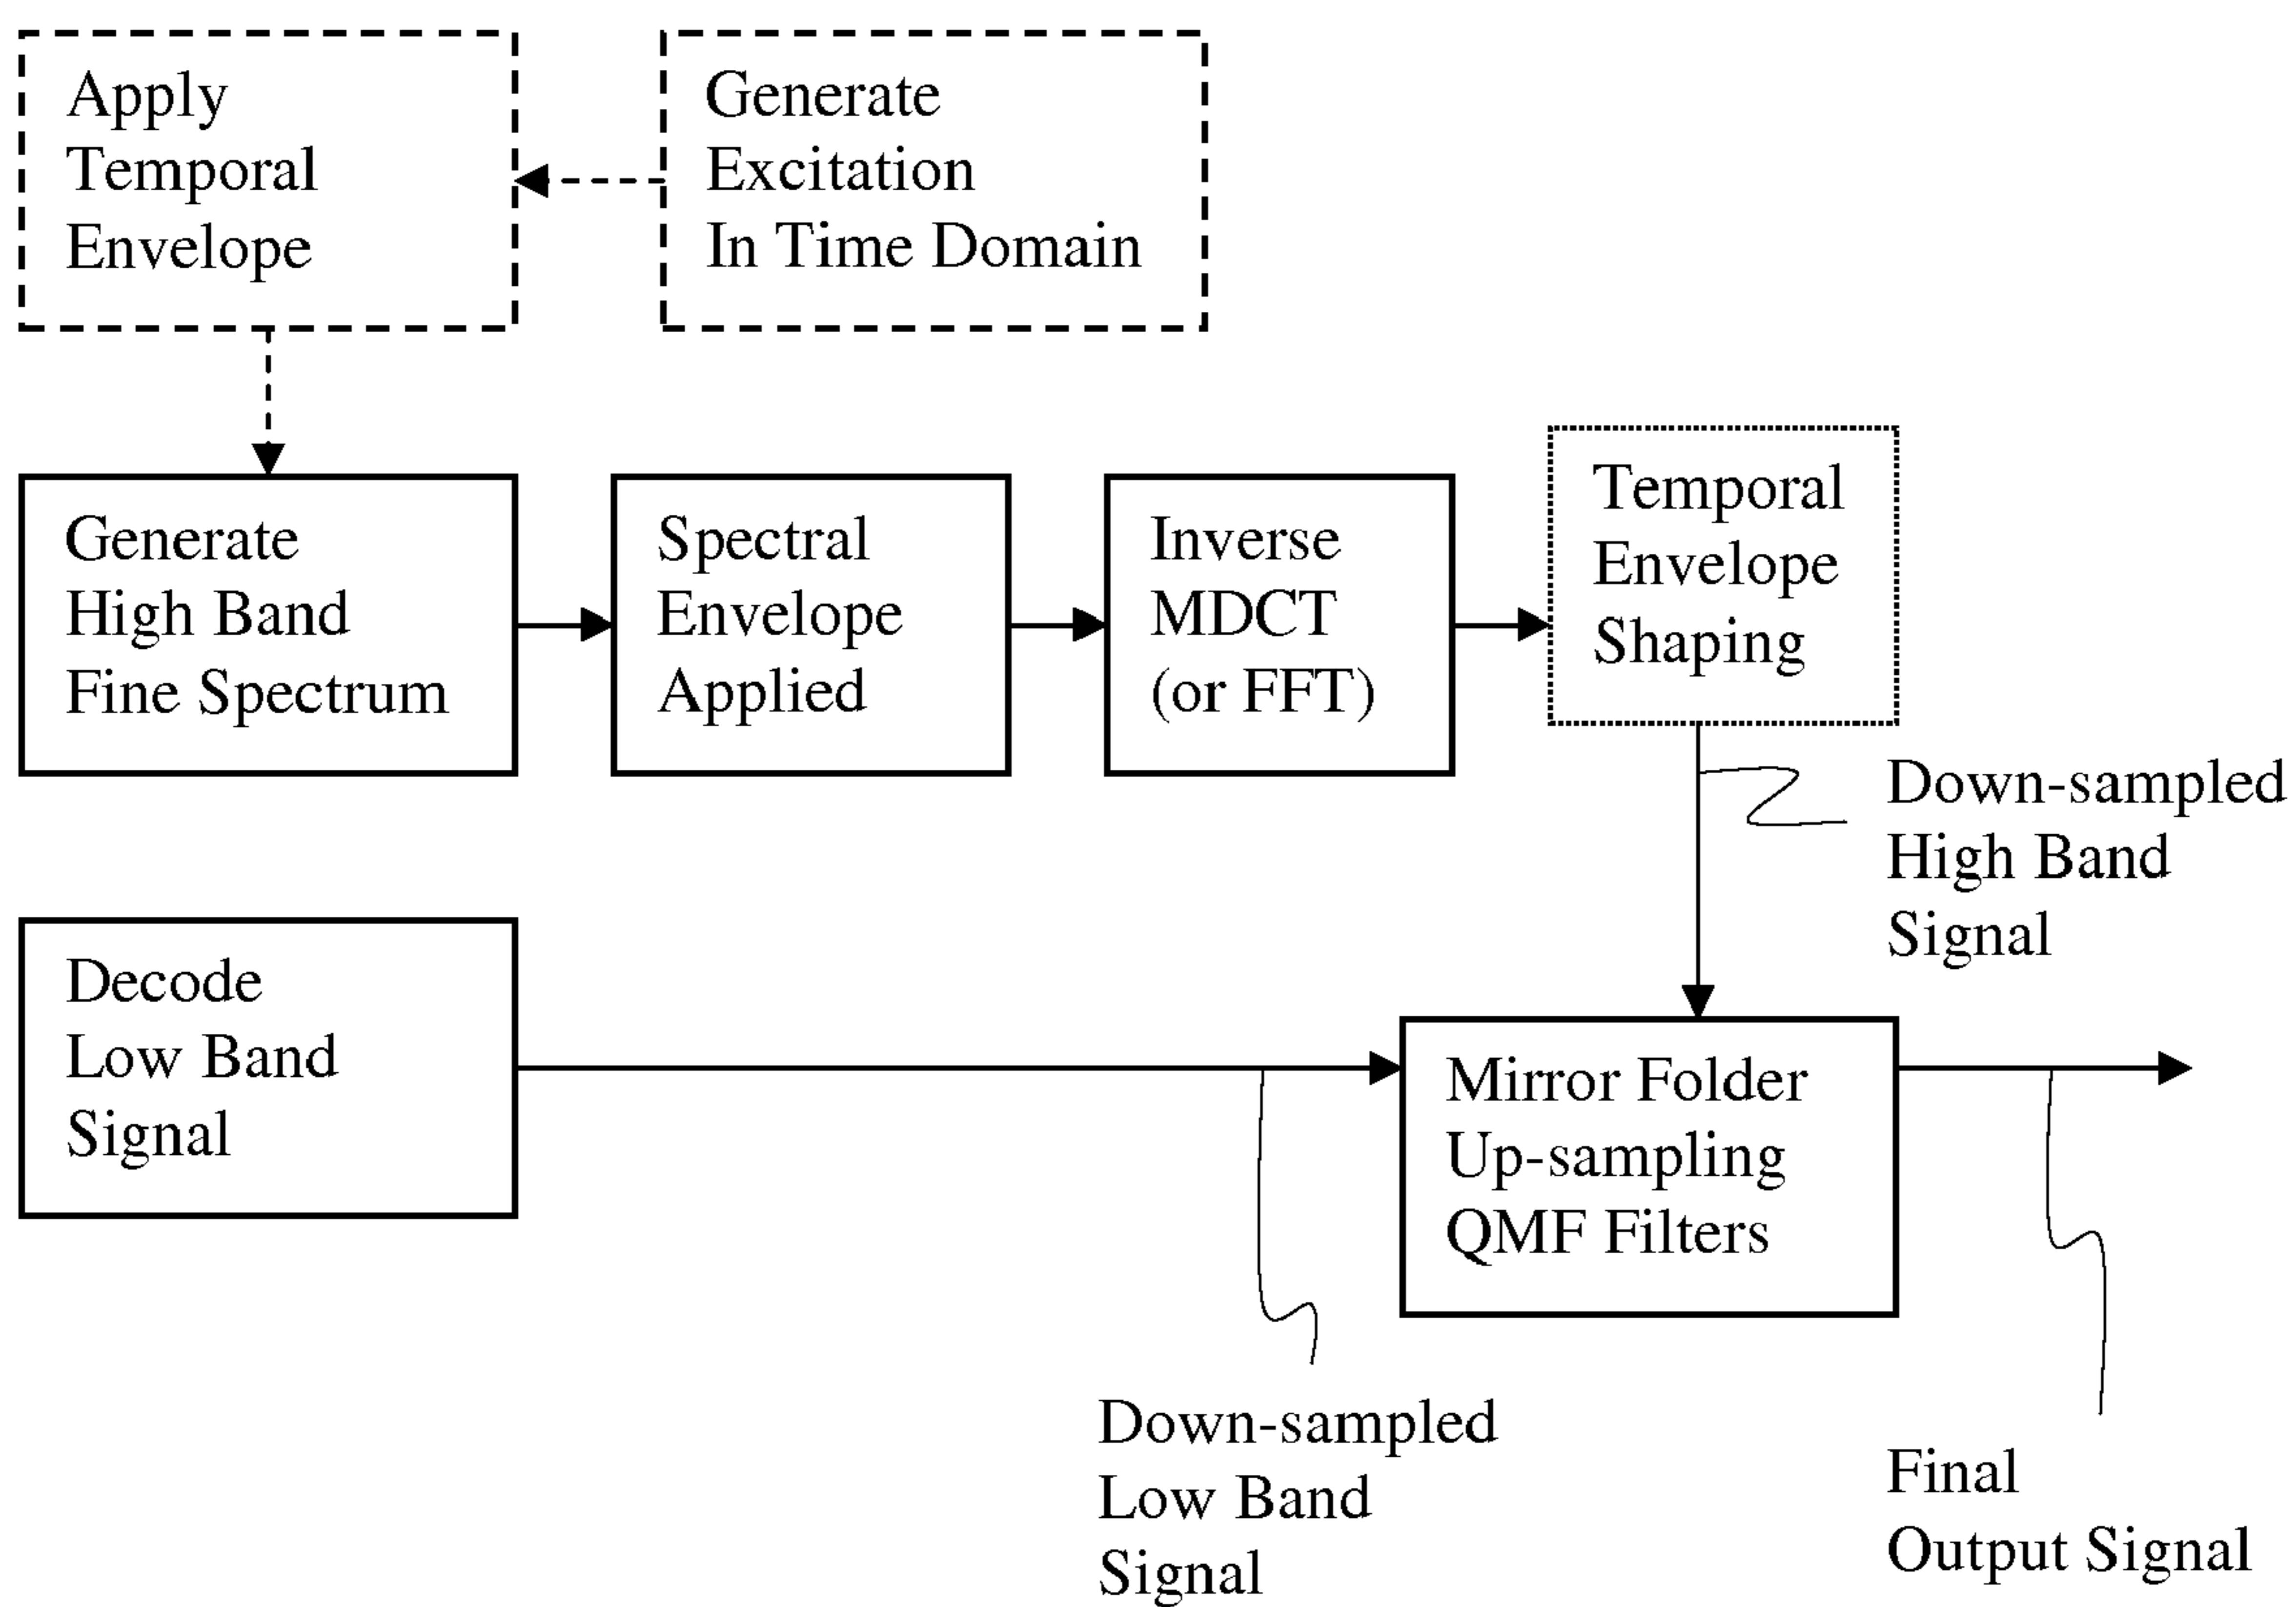 Apply
Temporal
Envelope
Generate
Excitation
In Time Domain
Generate
High Band
Fine Spectrum
Spectral
Envelope
Applied
Inverse
MDCT
(or FFT)
Temporal
Envelope
Shaping
Down-sampled
High Band
Signal
Decode
Low Band
Signal
Mirror Folder
Up-sampling
QMF Filters
Down-sampled
Low Band
Signal
Final
Output Signal